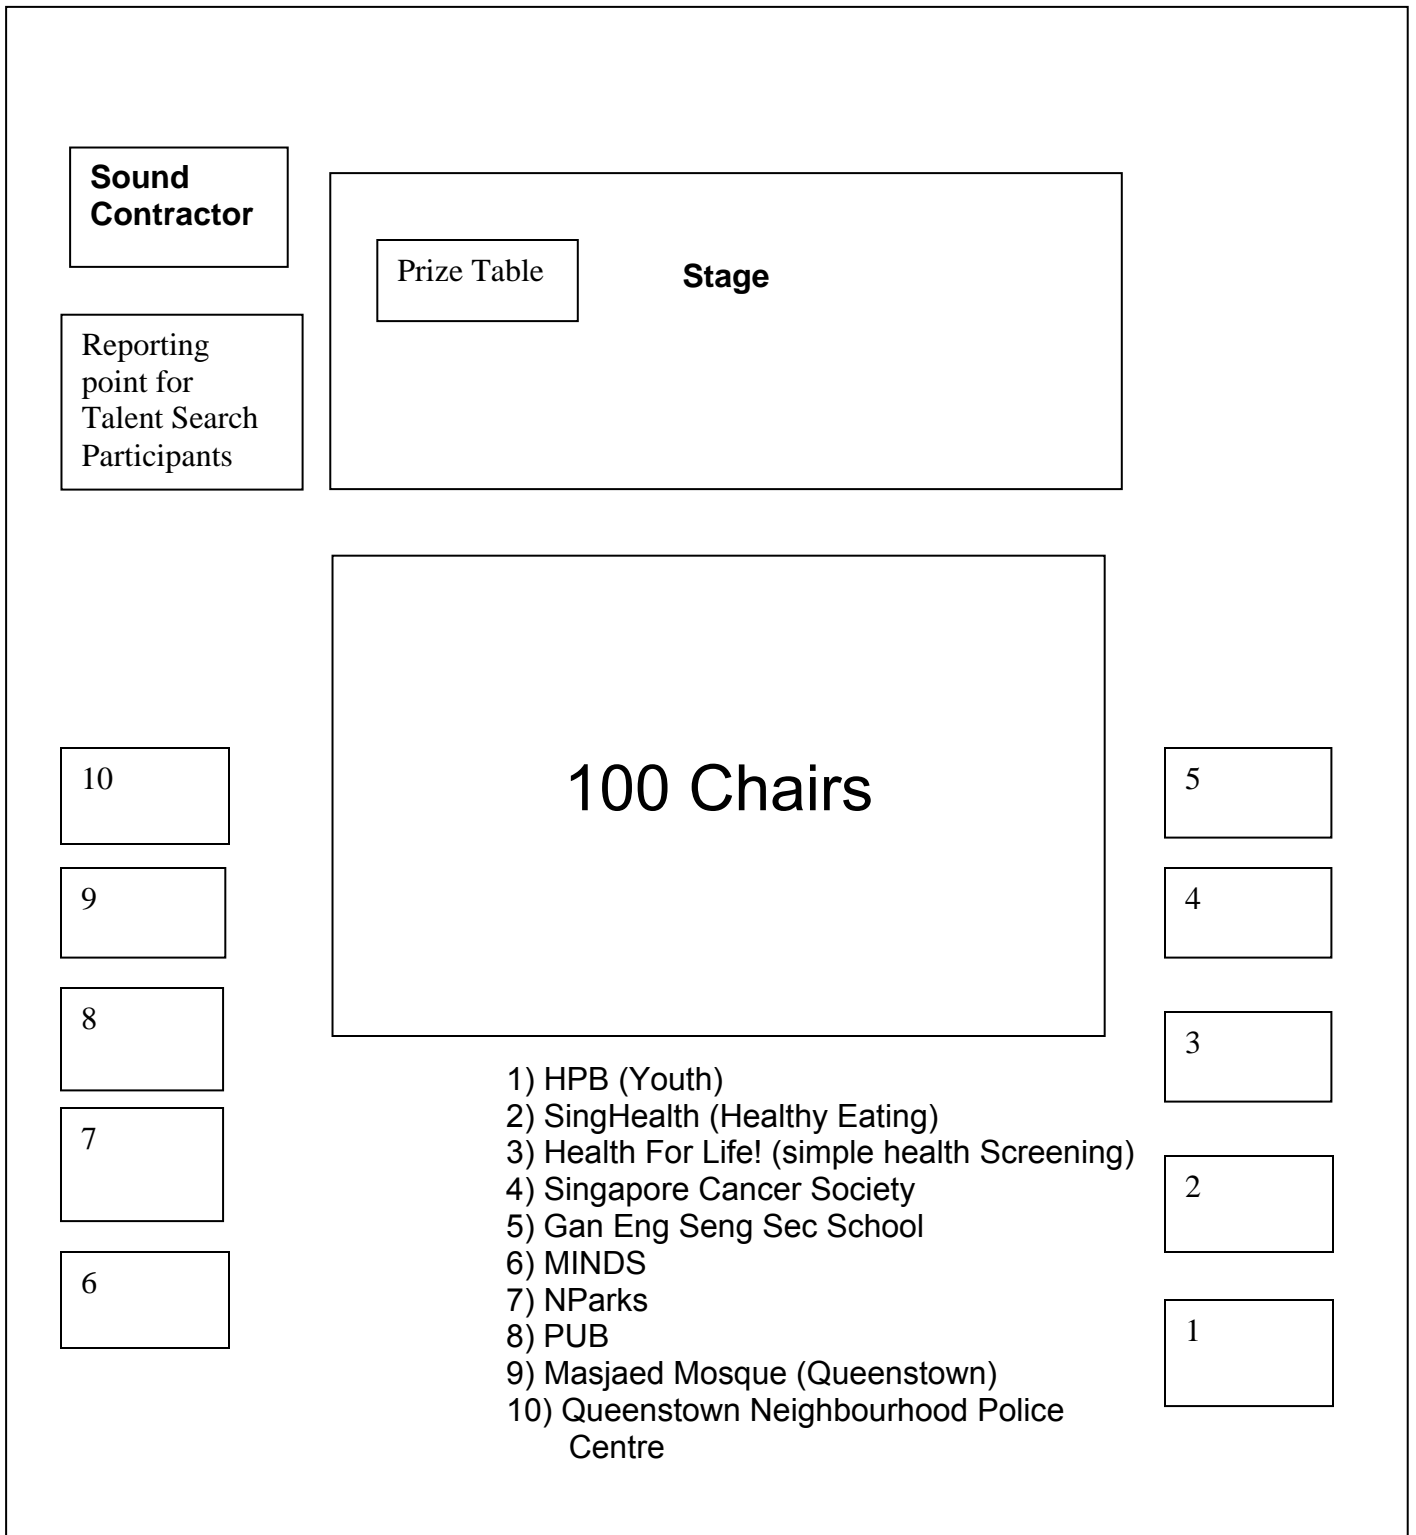 Sound
Contractor
Prize Table
Stage
Reporting
point for
Talent Search
Participants
100 Chairs
10
9
8
7
6
5
4
3
2
1
1) HPB (Youth)
2) SingHealth (Healthy Eating)
3) Health For Life! (simple health Screening)
4) Singapore Cancer Society
5) Gan Eng Seng Sec School
6) MINDS
7) NParks
8) PUB
9) Masjaed Mosque (Queenstown)
10) Queenstown Neighbourhood Police
Centre